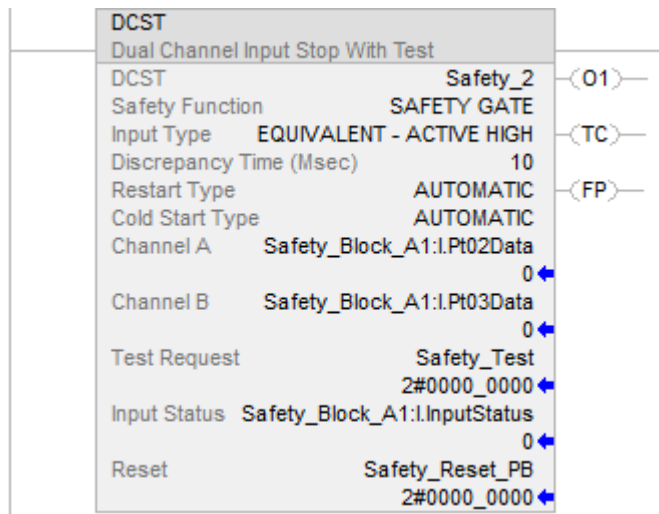 DCST
Dual Channel Input Stop With Test
DCST Safety_2 (O1)
Safety Function SAFETY GATE
Input Type EQUIVALENT - ACTIVE HIGH (TC)
Discrepancy Time (Msec) 10
Restart Type AUTOMATIC (FP)
Cold Start Type AUTOMATIC
Channel A Safety_Block_A1:I.Pt02Data
0
Channel B Safety_Block_A1:I.Pt03Data
0
Test Request Safety_Test
2#0000_0000
Input Status Safety_Block_A1:I.InputStatus
0
Reset Safety_Reset_PB
2#0000_0000